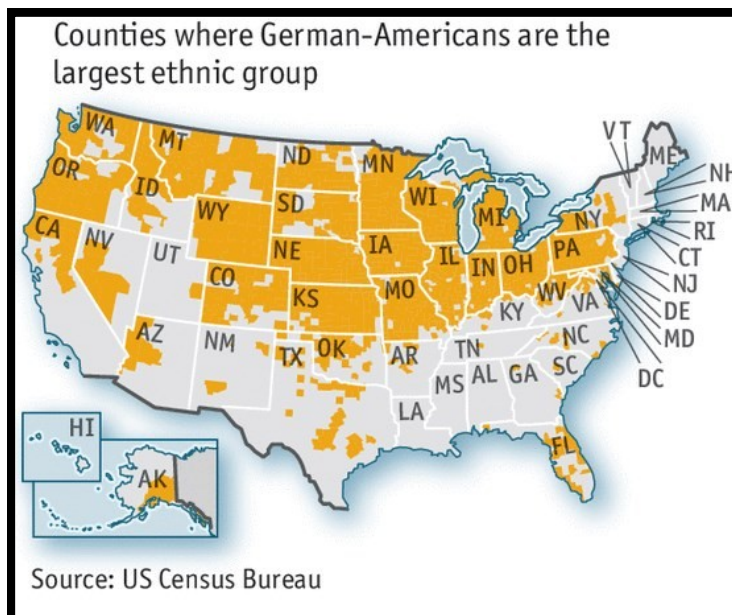 Counties where German-Americans are the
largest ethnic group
WA
MT
ND
MN
VT
ME
OR
ID
SD
WI
MI
NY
NH
MA
RI
CT
NJ
DE
MD
DC
WY
CA
NV
UT
NE
IA
IL
IN
OH
PA
CO
KS
MO
WV
VA
KY
AZ
NM
TX
OK
AR
TN
NC
SC
MS
AL
GA
LA
FL
HI
AK
Source: US Census Bureau